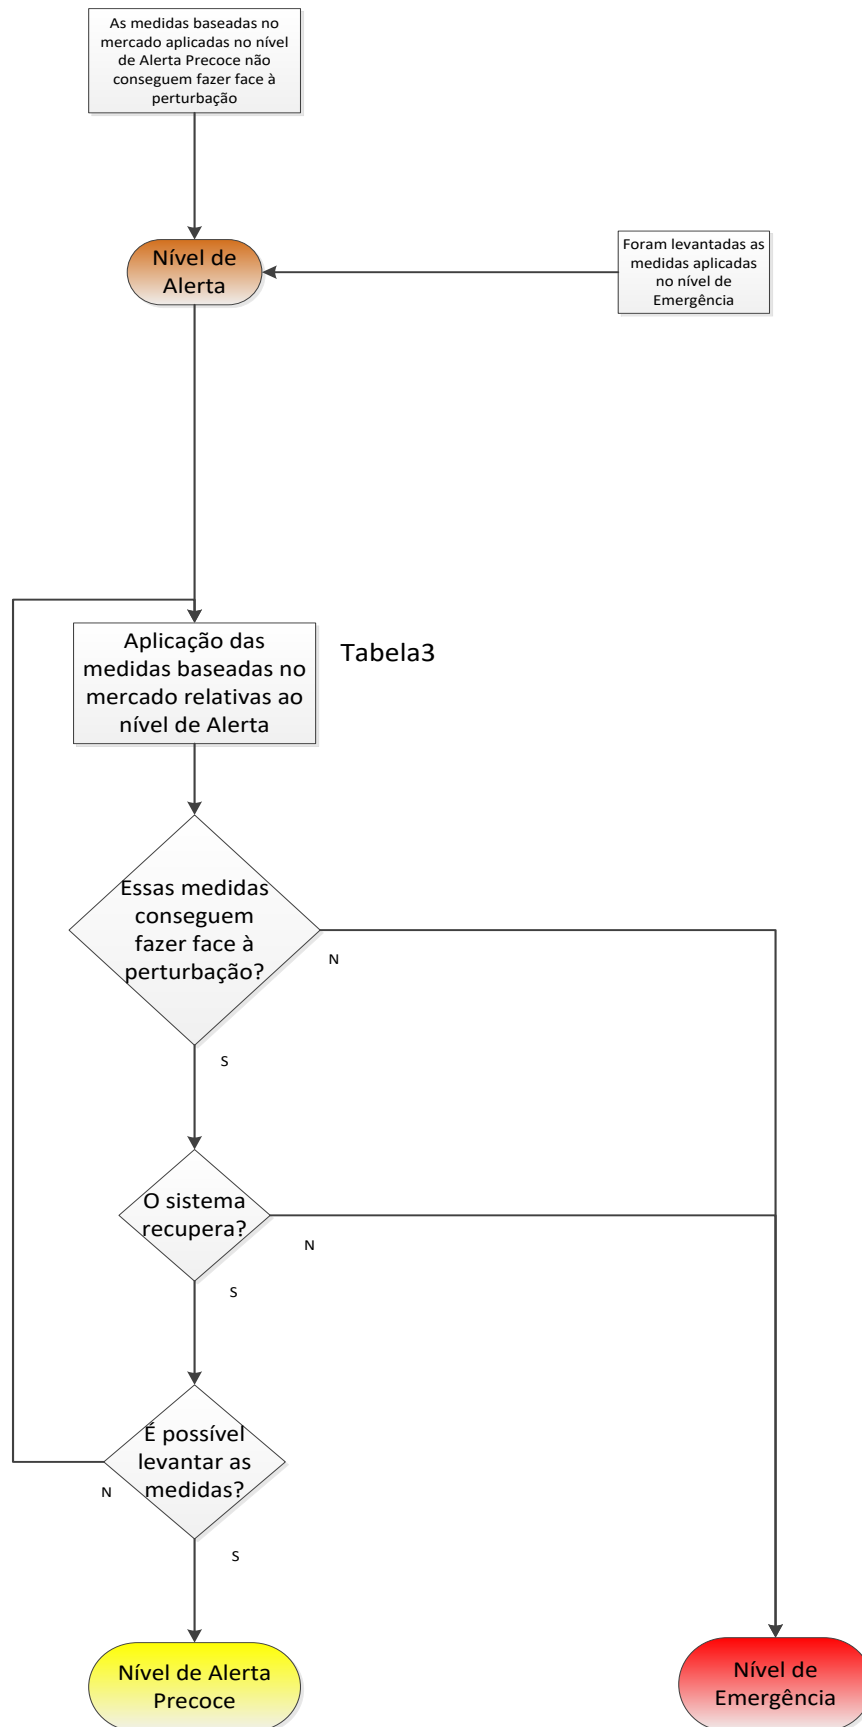 As medidas baseadas no
mercado aplicadas no nível
de Alerta Precoce não
conseguem fazer face à
perturbação
Nível de
Alerta
Foram levantadas as
medidas aplicadas
no nível de
Emergência
Aplicação das
medidas baseadas no
mercado relativas ao
nível de Alerta
Tabela3
Essas medidas
conseguem
fazer face à
perturbação?
N
S
O sistema
recupera?
N
S
É possível
levantar as
medidas?
N
S
Nível de Alerta
Precoce
Nível de
Emergência